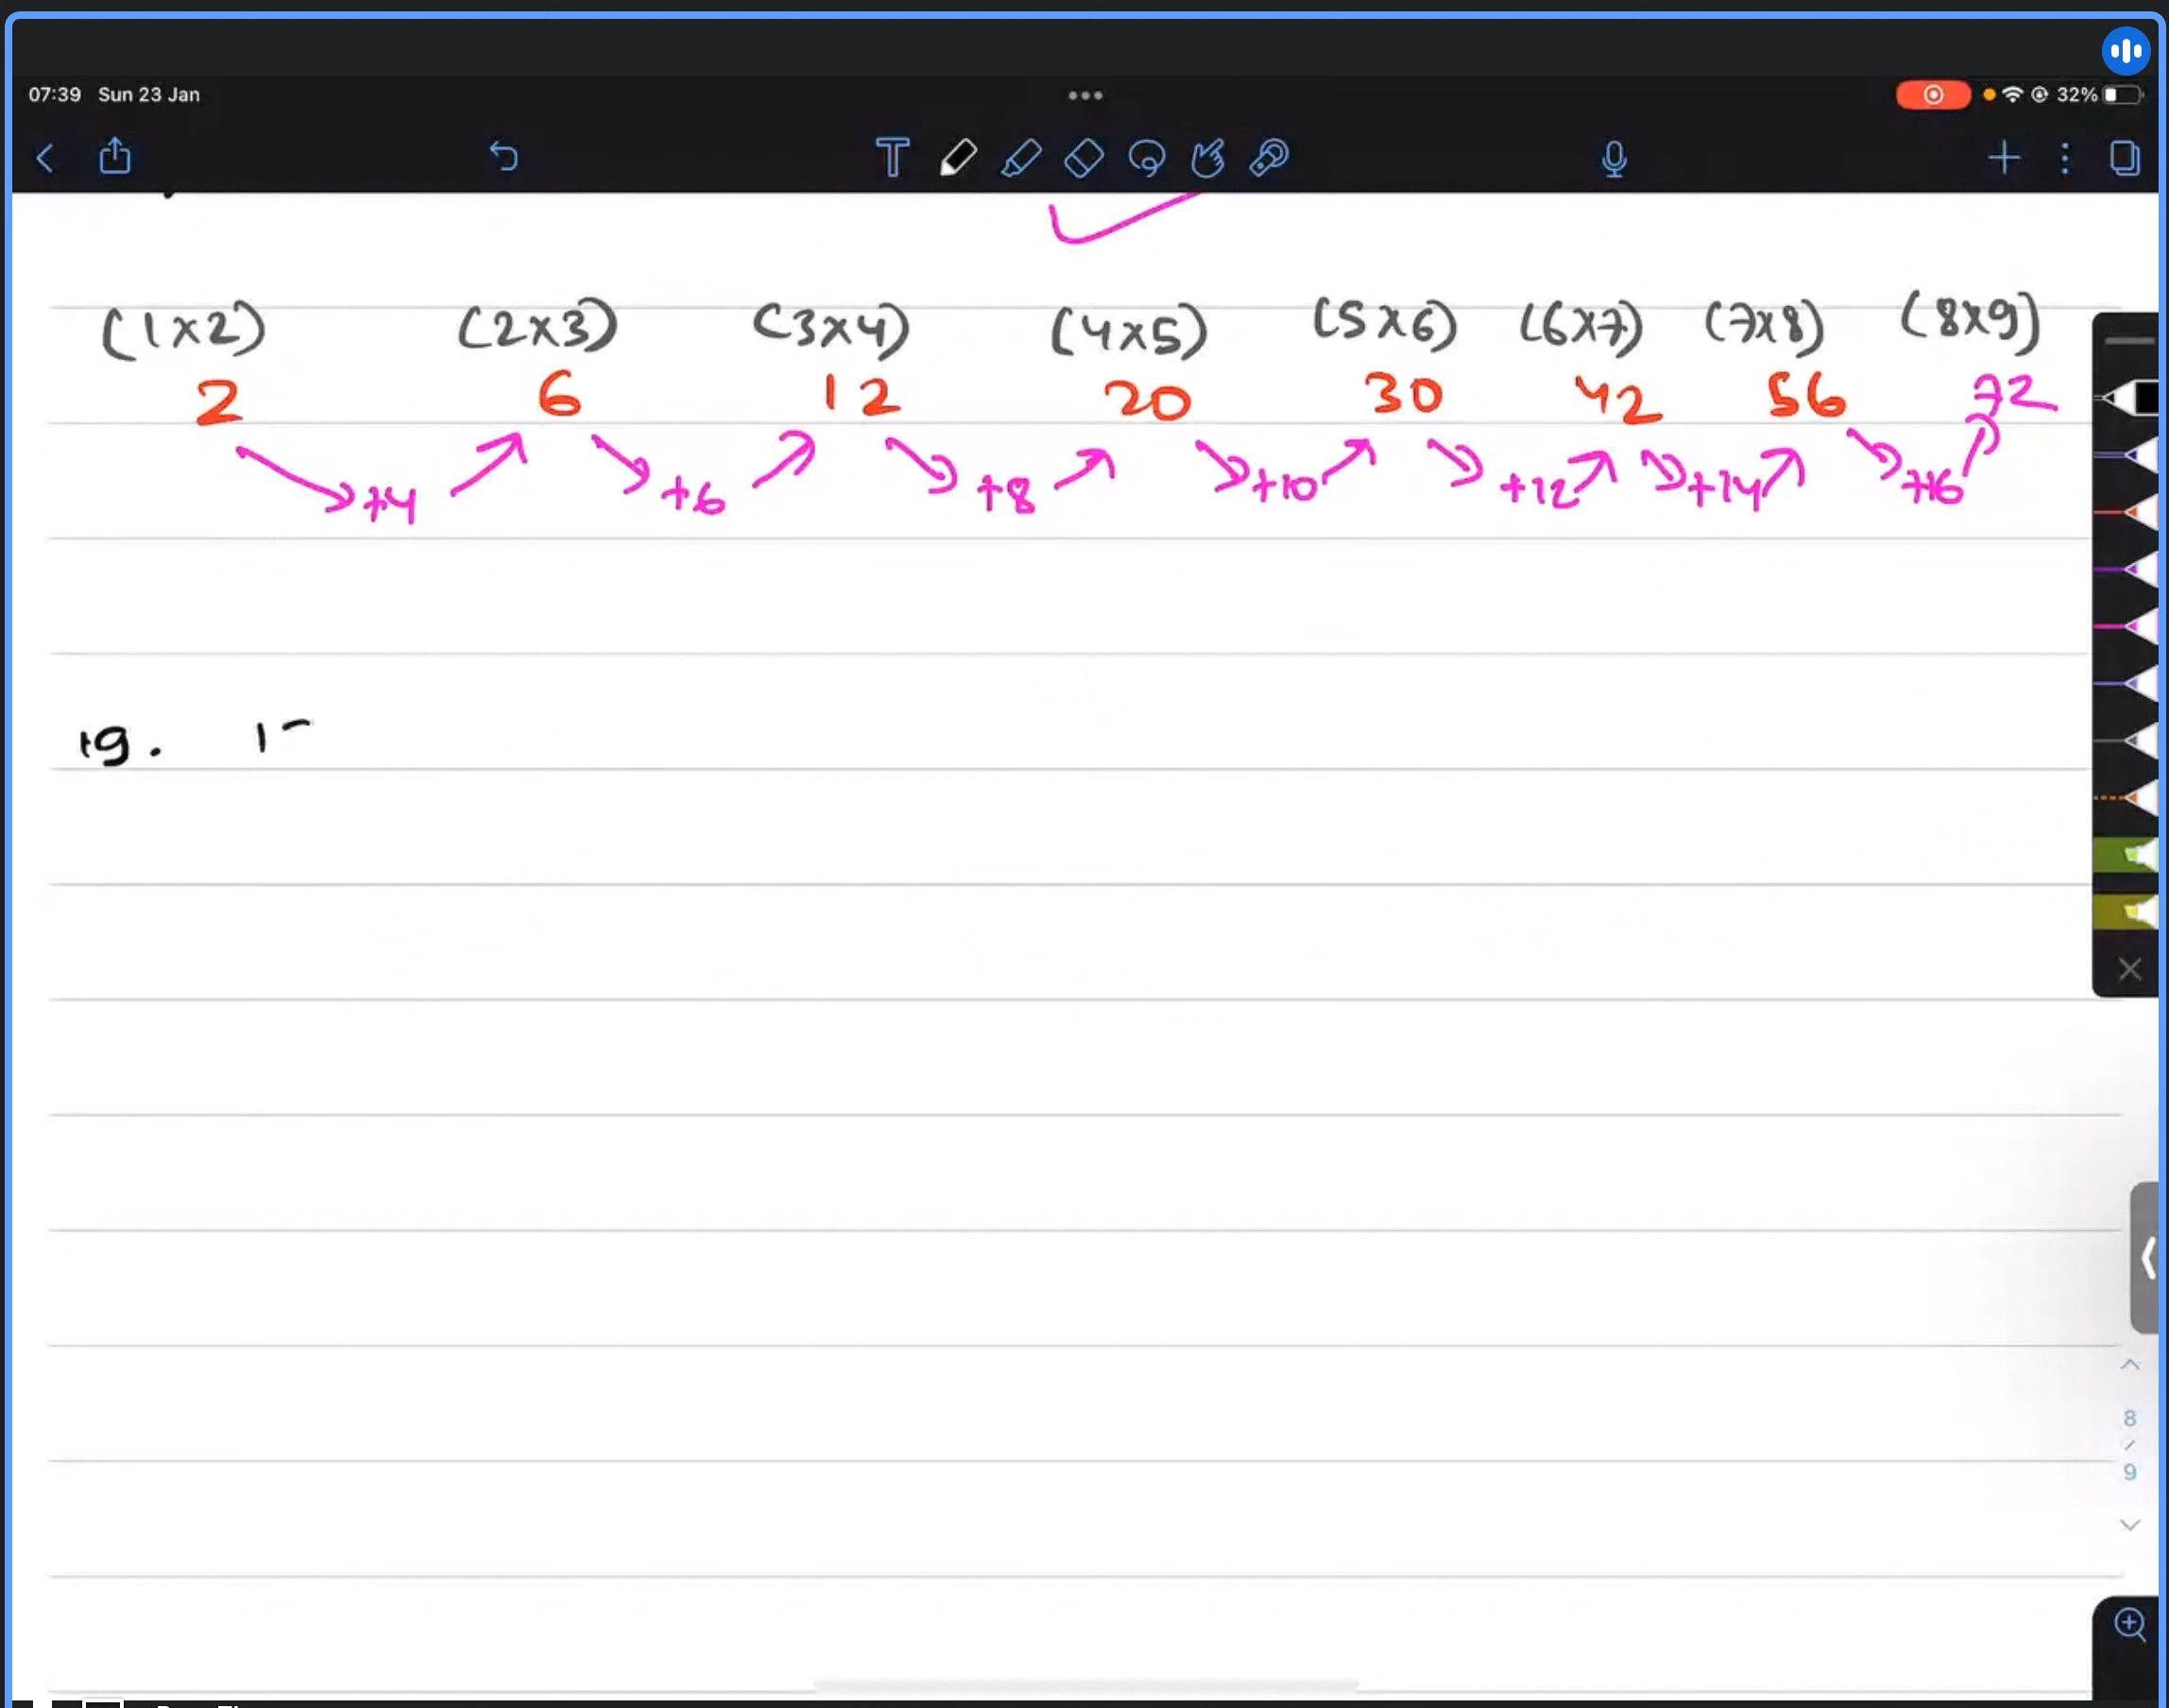 07:39 Sun 23 Jan
32%
(1x2) (2x3) (3x4) (4x5) (5x6) (6x7) (7x8) (8x9)
2 6 12 20 30 42 56 72
+4 +6 +8 +10 +12 +14 +16
19.
8
/
9